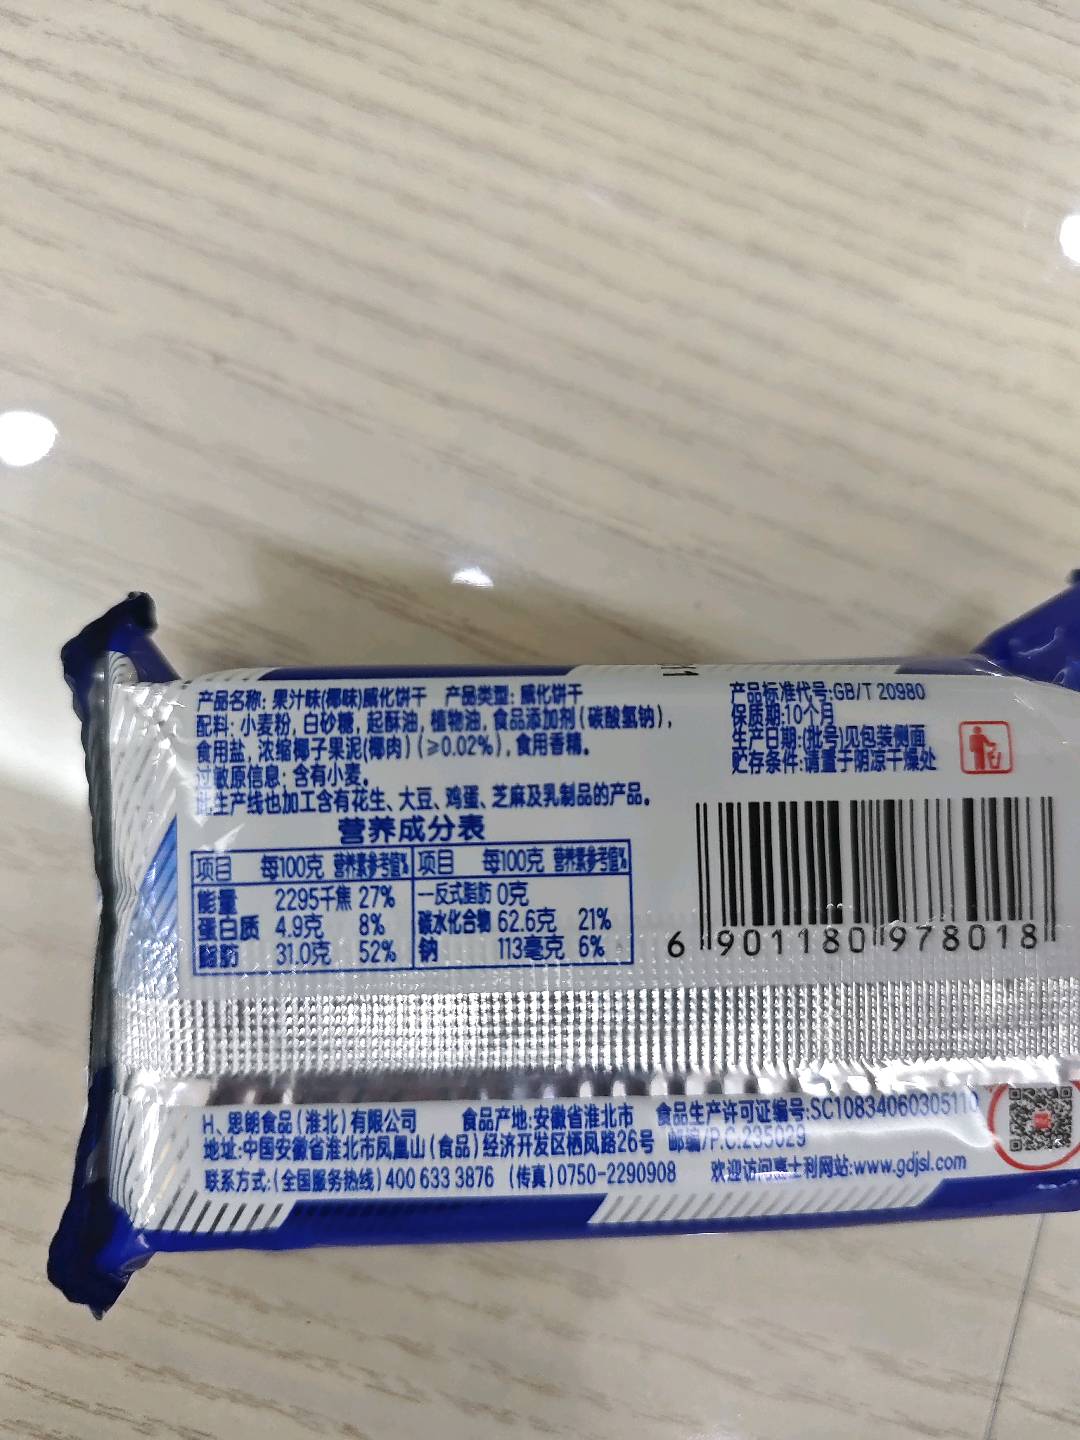 产品名称: 果汁味(椰味)威化饼干 产品类型: 威化饼干
配料: 小麦粉, 白砂糖, 起酥油, 植物油, 食品添加剂(碳酸氢钠),
食用盐, 浓缩椰子果泥(椰肉)(≥0.02%), 食用香精。
过敏原信息: 含有小麦。
此生产线也加工含有花生、大豆、鸡蛋、芝麻及乳制品的产品。
营养成分表
项目 每100克 营养素参考值% 项目 每100克 营养素参考值%
能量 2295千焦 27% 一反式脂肪 0克
蛋白质 4.9克 8% 碳水化合物 62.6克 21%
脂肪 31.0克 52% 钠 113毫克 6%
产品标准代号:GB/T 20980
保质期:10个月
生产日期:(批号)见包装侧面
贮存条件:请置于阴凉干燥处
6 901180 978018
H、思朗食品(淮北)有限公司 食品产地:安徽省淮北市 食品生产许可证编号:SC10834060305110
地址:中国安徽省淮北市凤凰山(食品)经济开发区栖凤路26号 邮编/P.C.235029
联系方式:(全国服务热线)400 633 3876 (传真)0750-2290908 欢迎访问嘉士利网站:www.gdjsl.com